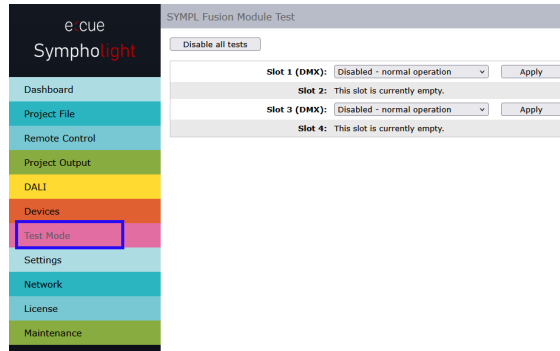 e:cue
Sympholight
Dashboard
Project File
Remote Control
Project Output
DALI
Devices
Test Mode
Settings
Network
License
Maintenance
SYMPL Fusion Module Test
Disable all tests
Slot 1 (DMX): Disabled - normal operation Apply
Slot 2: This slot is currently empty.
Slot 3 (DMX): Disabled - normal operation Apply
Slot 4: This slot is currently empty.